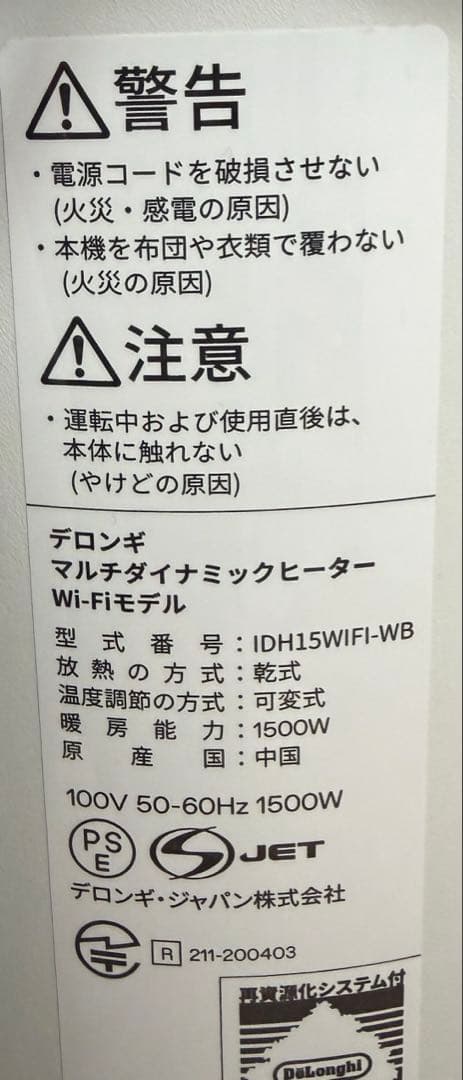 警告
・電源コードを破損させない
(火災・感電の原因)
・本機を布団や衣類で覆わない
(火災の原因)
注意
・運転中および使用直後は、
本体に触れない
(やけどの原因)
デロンギ
マルチダイナミックヒーター
Wi-Fiモデル
型式番号：IDH15WIFI-WB
放熱の方式：乾式
温度調節の方式：可変式
暖房能力：1500W
原産国：中国
100V 50-60Hz 1500W
PSE JET
デロンギ・ジャパン株式会社
R 211-200403
再資源化システム付
DeLonghi